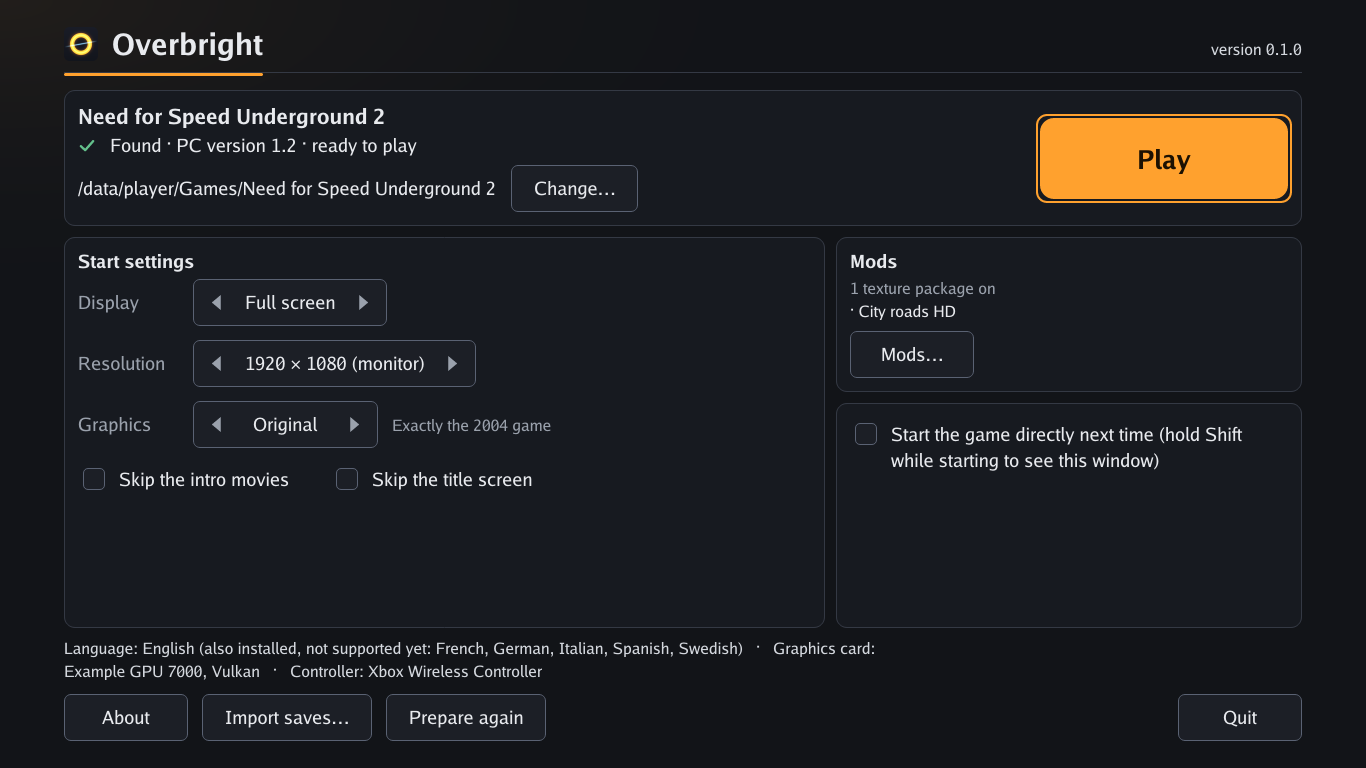 Overbright
version 0.1.0
Need for Speed Underground 2
Found · PC version 1.2 · ready to play
/data/player/Games/Need for Speed Underground 2
Change...
Play
Start settings
Display
Full screen
Resolution
1920 × 1080 (monitor)
Graphics
Original
Exactly the 2004 game
Skip the intro movies
Skip the title screen
Mods
1 texture package on
· City roads HD
Mods...
Start the game directly next time (hold Shift
while starting to see this window)
Language: English (also installed, not supported yet: French, German, Italian, Spanish, Swedish) · Graphics card:
Example GPU 7000, Vulkan · Controller: Xbox Wireless Controller
About
Import saves...
Prepare again
Quit